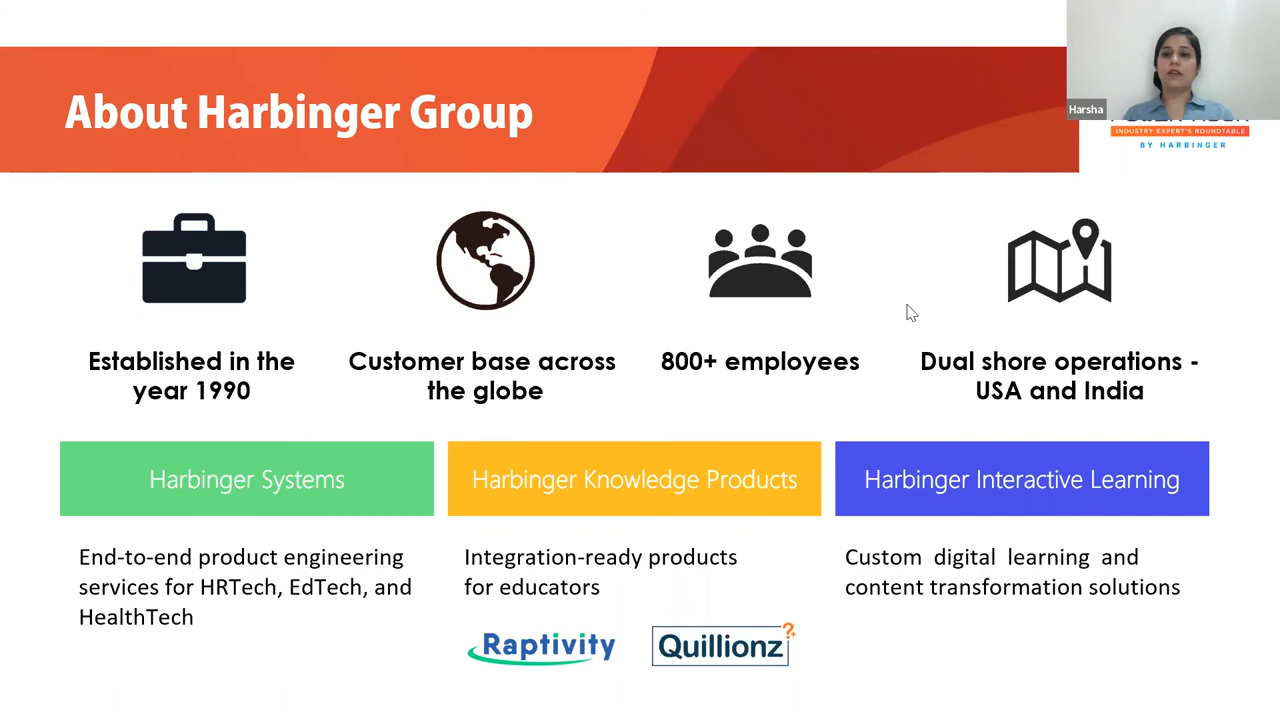 About Harbinger Group
Harsha
INDUSTRY EXPERT'S ROUNDTABLE
BY HARBINGER
Established in the
year 1990
Customer base across
the globe
800+ employees
Dual shore operations -
USA and India
Harbinger Systems
Harbinger Knowledge Products
Harbinger Interactive Learning
End-to-end product engineering
services for HRTech, EdTech, and
HealthTech
Integration-ready products
for educators
Custom digital learning and
content transformation solutions
Raptivity
Quillionz?+